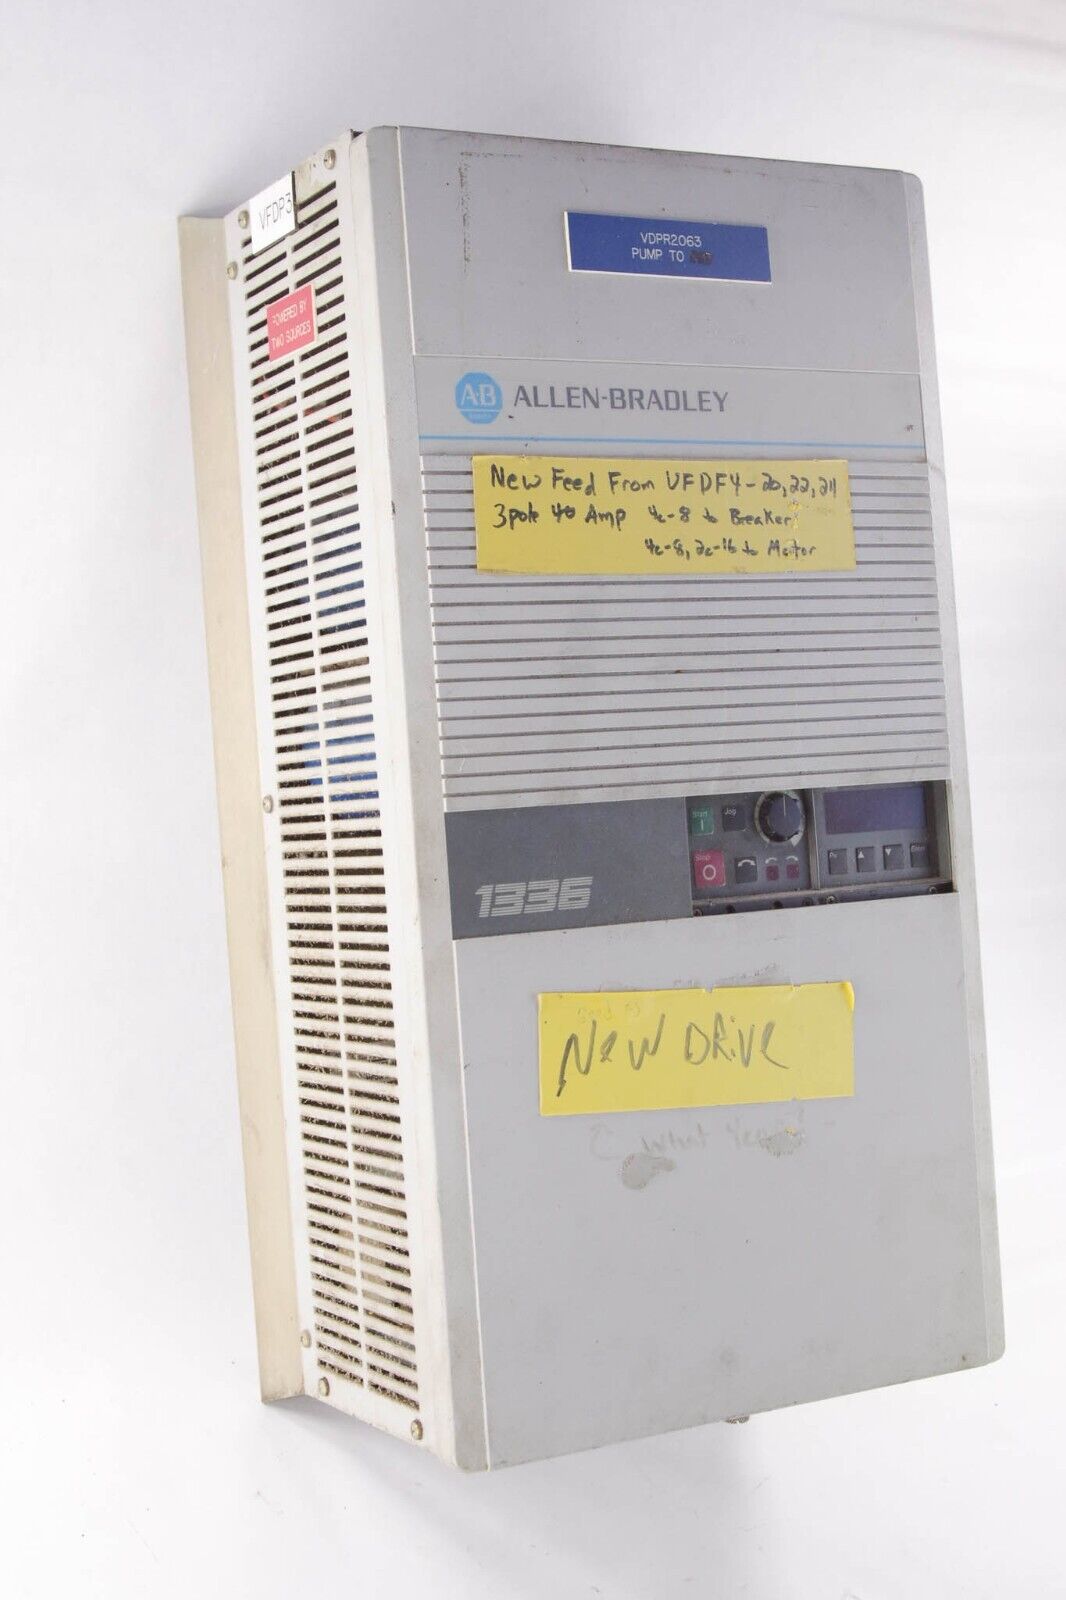 VFDP3
POWERED BY
TWO SOURCES
VDPR2063
PUMP TO
A-B
ALLEN-BRADLEY
New Feed From VFDF4-20,22,24
3pole 40 Amp 4c-8 to Breaker
4c-8, 2c-16 to Motor
Start
I
Jog
Stop
O
1336
New DRive
what